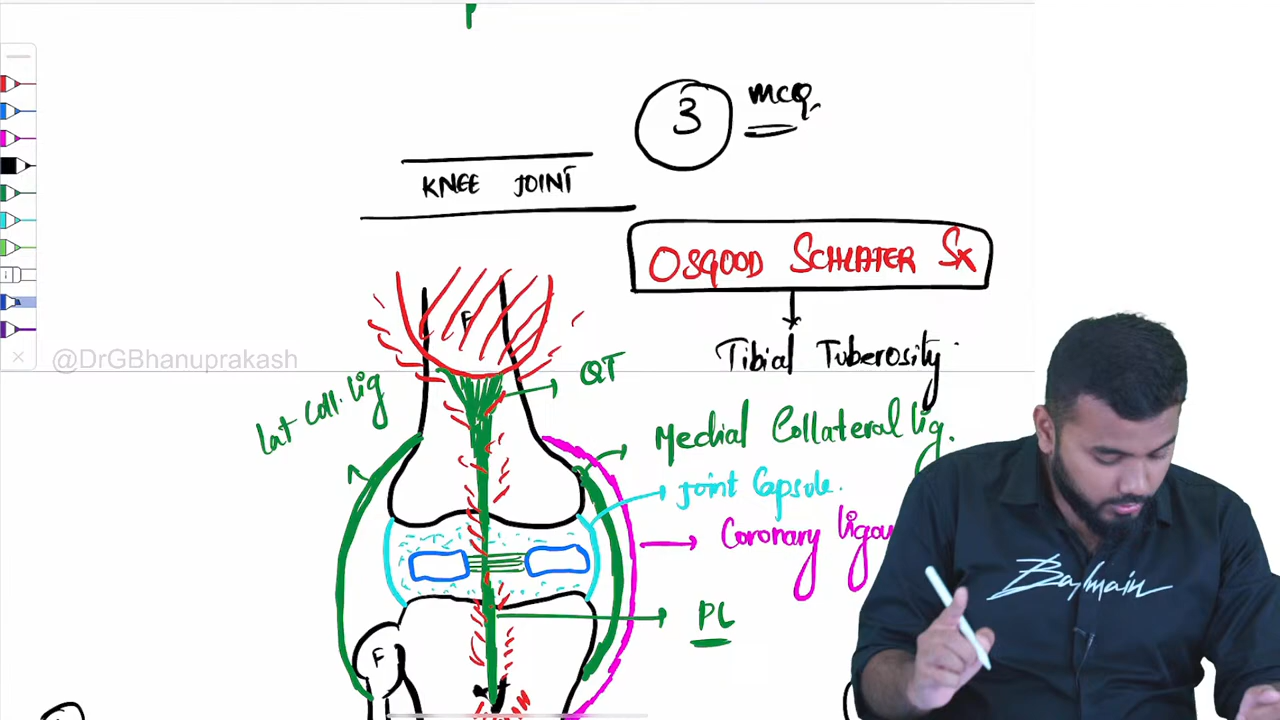 3 MCQ
KNEE JOINT
OSGOOD SCHLATER Sx
F
@DrGBhanuprakash
Tibial Tuberosity
QT
Lat Coll. lig
Medial Collateral lig.
Joint Capsule.
Coronary
PL
F
Balmain